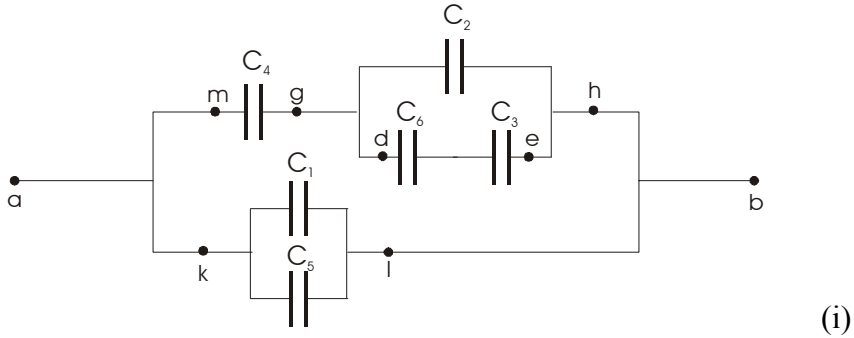 C₂
C₄
m g h
C₆ C₃
d e
C₁
a b
C₅
k l
(i)